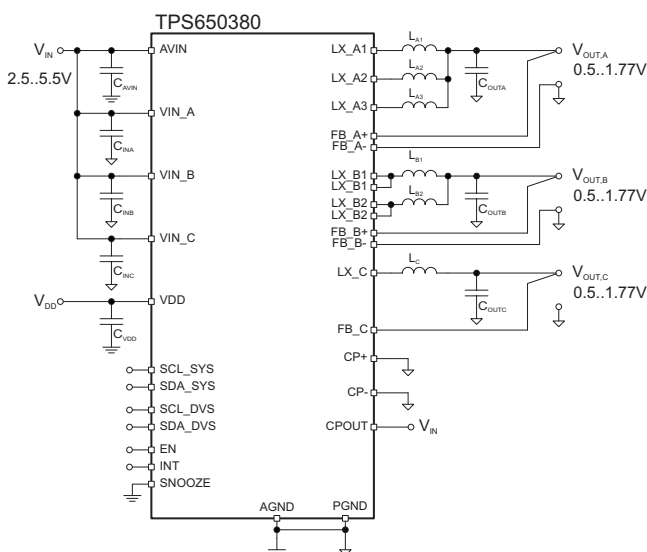 TPS650380
V_IN
2.5..5.5V
AVIN
C_AVIN
VIN_A
C_INA
VIN_B
C_INB
VIN_C
C_INC
V_DD
VDD
C_VDD
SCL_SYS
SDA_SYS
SCL_DVS
SDA_DVS
EN
INT
SNOOZE
AGND
PGND
LX_A1
L_A1
V_OUT,A
0.5..1.77V
LX_A2
L_A2
C_OUTA
LX_A3
L_A3
FB_A+
FB_A-
LX_B1
L_B1
LX_B1
V_OUT,B
0.5..1.77V
LX_B2
L_B2
LX_B2
C_OUTB
FB_B+
FB_B-
LX_C
L_C
V_OUT,C
0.5..1.77V
C_OUTC
FB_C
CP+
CP-
CPOUT
V_IN